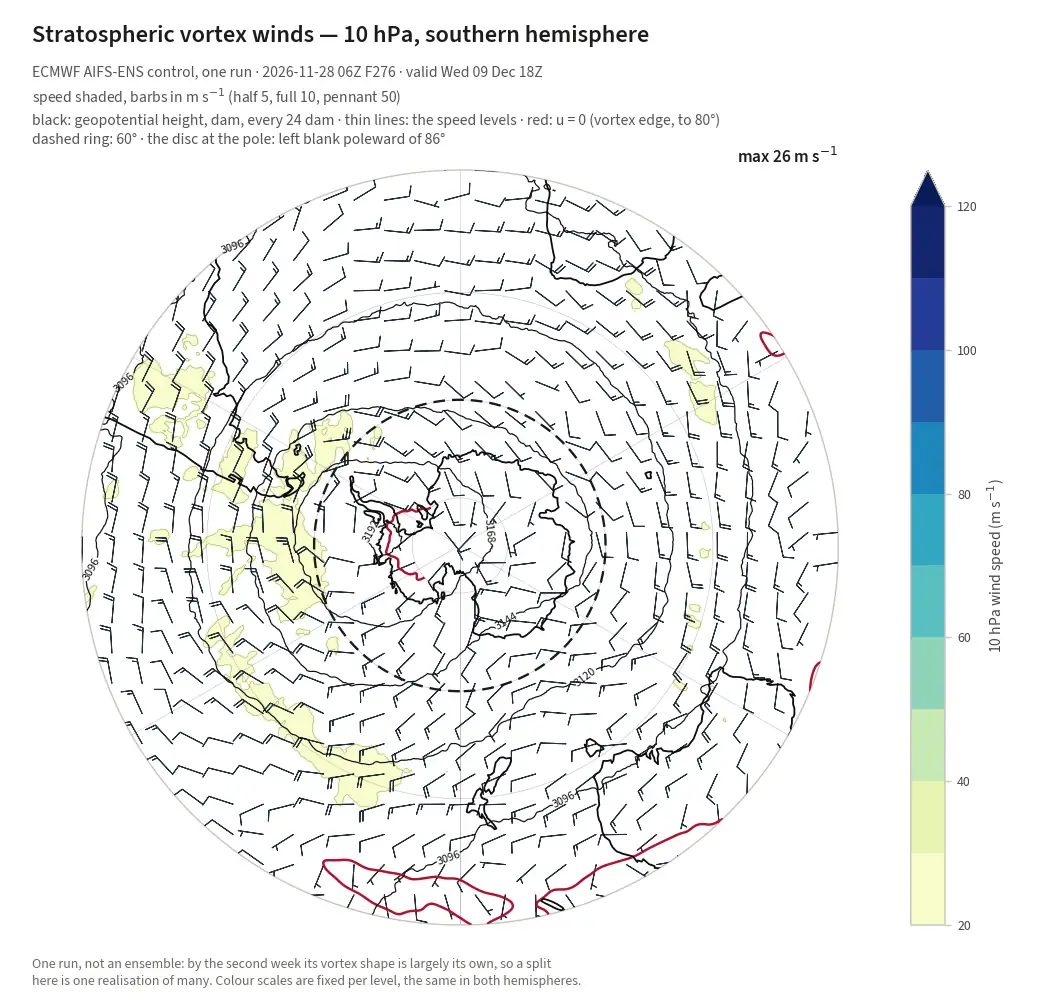 Stratospheric vortex winds — 10 hPa, southern hemisphere
ECMWF AIFS-ENS control, one run · 2026-11-28 06Z F276 · valid Wed 09 Dec 18Z
speed shaded, barbs in m s⁻¹ (half 5, full 10, pennant 50)
black: geopotential height, dam, every 24 dam · thin lines: the speed levels · red: u = 0 (vortex edge, to 80°)
dashed ring: 60° · the disc at the pole: left blank poleward of 86°
max 26 m s⁻¹
3096
3096
3096
3192
3168
3144
3120
3096
3096
120
100
80
60
40
20
10 hPa wind speed (m s⁻¹)
One run, not an ensemble: by the second week its vortex shape is largely its own, so a split
here is one realisation of many. Colour scales are fixed per level, the same in both hemispheres.